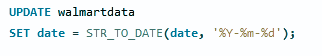 UPDATE walmartdata
SET date = STR_TO_DATE(date, '%Y-%m-%d');